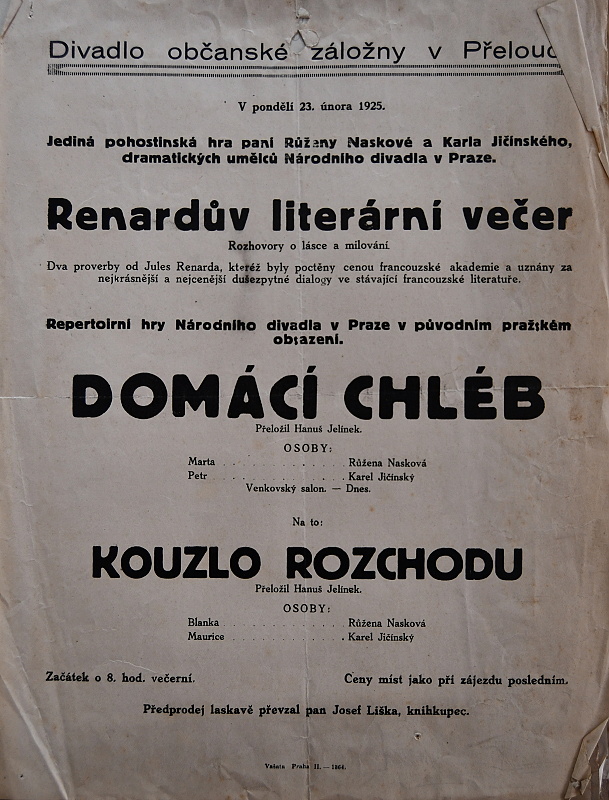 Divadlo občanské záložny v Přelouč
V pondělí 23. února 1925.
Jediná pohostinská hra paní Růženy Naskové a Karla Jičínského,
dramatických umělců Národního divadla v Praze.
Renardův literární večer
Rozhovory o lásce a milování.
Dva proverby od Jules Renarda, kteréž byly poctěny cenou francouzské akademie a uznány za
nejkrásnější a nejcenější dušezpytné dialogy ve stávající francouzské literatuře.
Repertoirní hry Národního divadla v Praze v původním pražském
obsazení.
DOMÁCÍ CHLÉB
Přeložil Hanuš Jelínek.
OSOBY:
Marta . . . . . . . . . . . . Růžena Nasková
Petr . . . . . . . . . . . . . Karel Jičínský
Venkovský salon. — Dnes.
Na to:
KOUZLO ROZCHODU
Přeložil Hanuš Jelínek.
OSOBY:
Blanka . . . . . . . . . . . . Růžena Nasková
Maurice . . . . . . . . . . . Karel Jičínský
Začátek o 8. hod. večerní. Ceny míst jako při zájezdu posledním.
Předprodej laskavě převzal pan Josef Liška, knihkupec.
Praha II. — 1864.